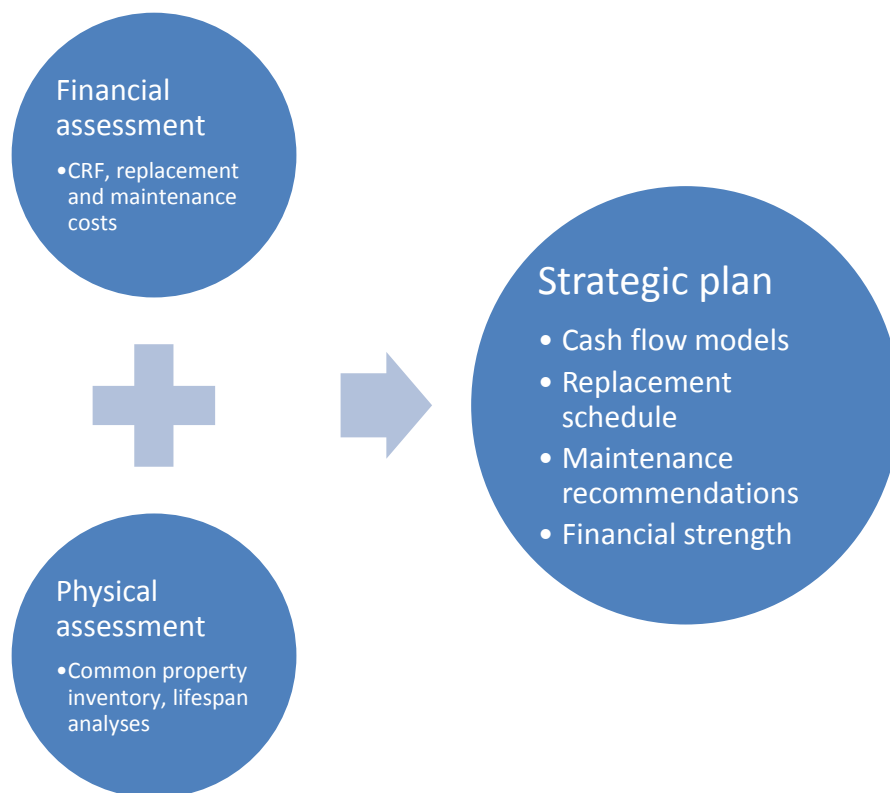 Financial
assessment
•CRF, replacement
and maintenance
costs
Physical
assessment
•Common property
inventory, lifespan
analyses
Strategic plan
• Cash flow models
• Replacement
schedule
• Maintenance
recommendations
• Financial strength